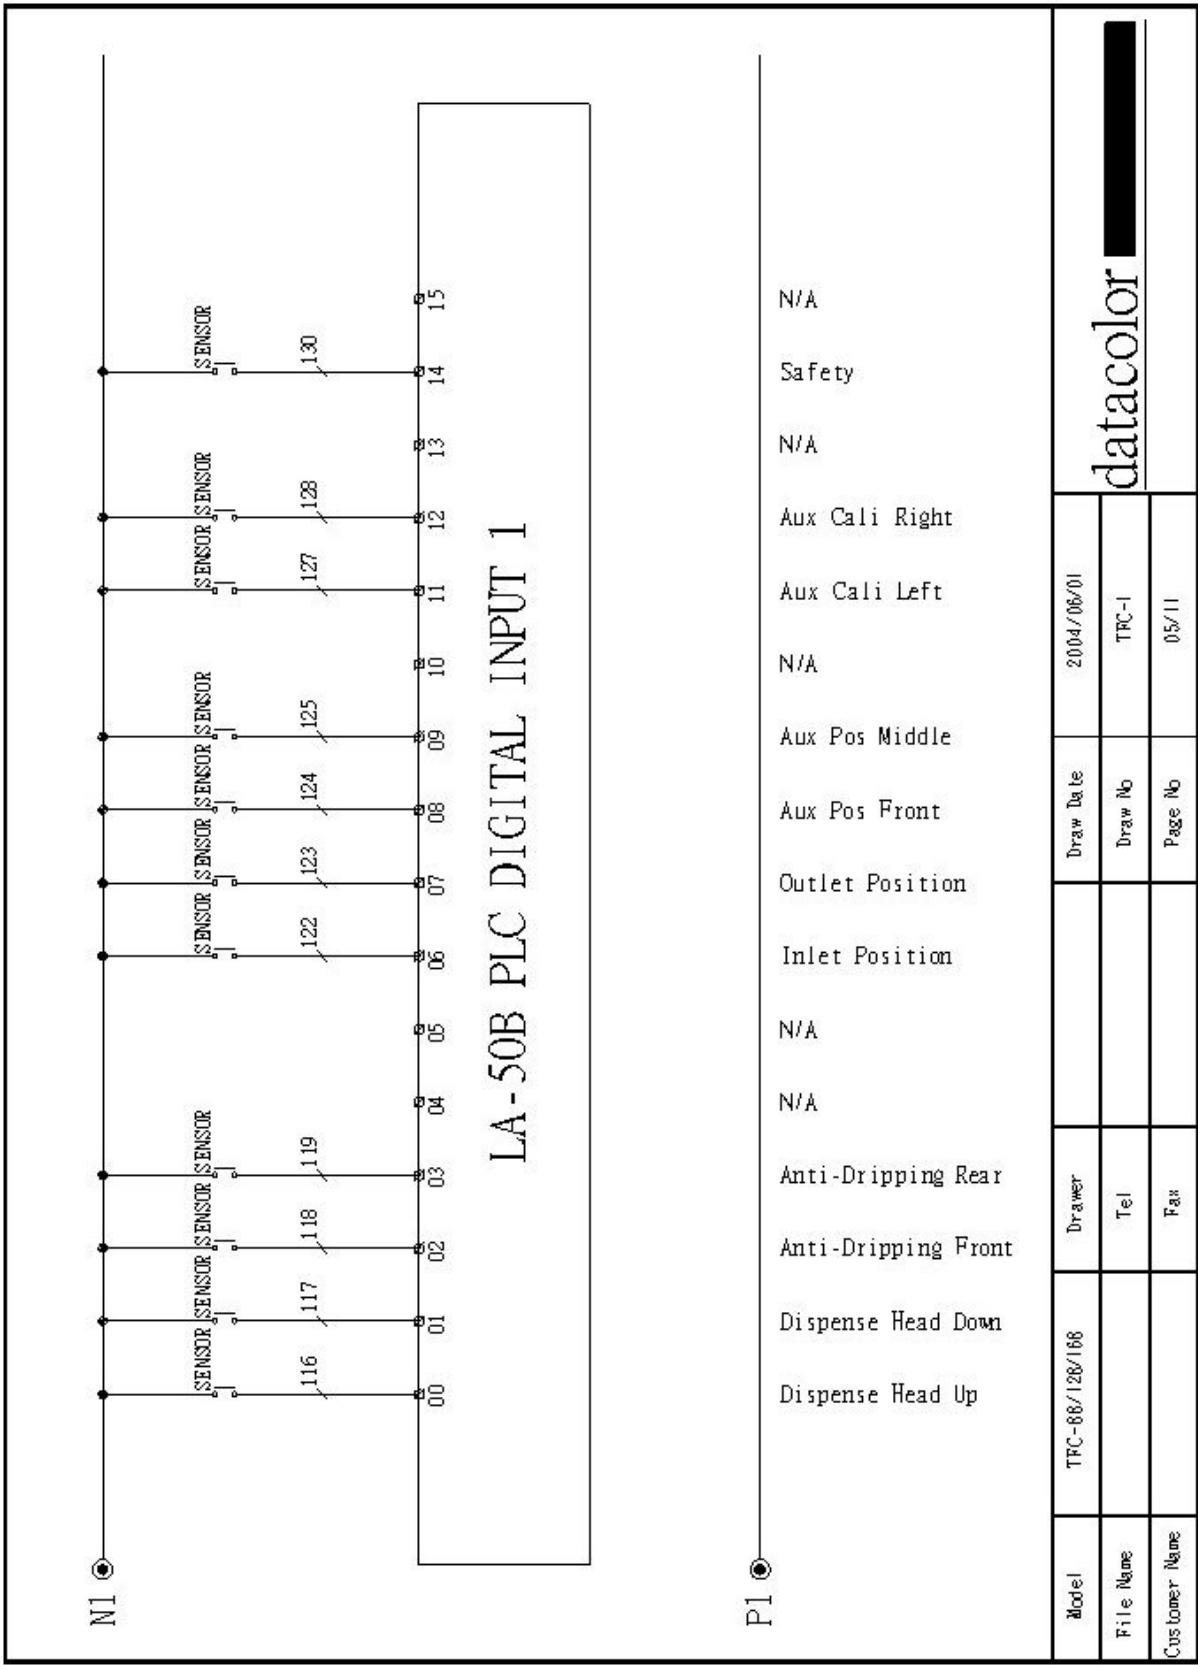 N1
SENSOR
SENSOR
SENSOR
SENSOR
SENSOR
SENSOR
SENSOR
SENSOR
SENSOR
SENSOR
SENSOR
116
117
118
119
122
123
124
125
127
128
130
00
01
02
03
04
05
06
07
08
09
10
11
12
13
14
15
LA-50B PLC DIGITAL INPUT 1
P1
Dispense Head Up
Dispense Head Down
Anti-Dripping Front
Anti-Dripping Rear
N/A
N/A
Inlet Position
Outlet Position
Aux Pos Front
Aux Pos Middle
N/A
Aux Cali Left
Aux Cali Right
N/A
Safety
N/A
Model
TFC-88/128/168
Drawer
Draw Date
2004/06/01
datacolor
File Name
Tel
Draw No
TFC-1
Customer Name
Fax
Page No
05/11